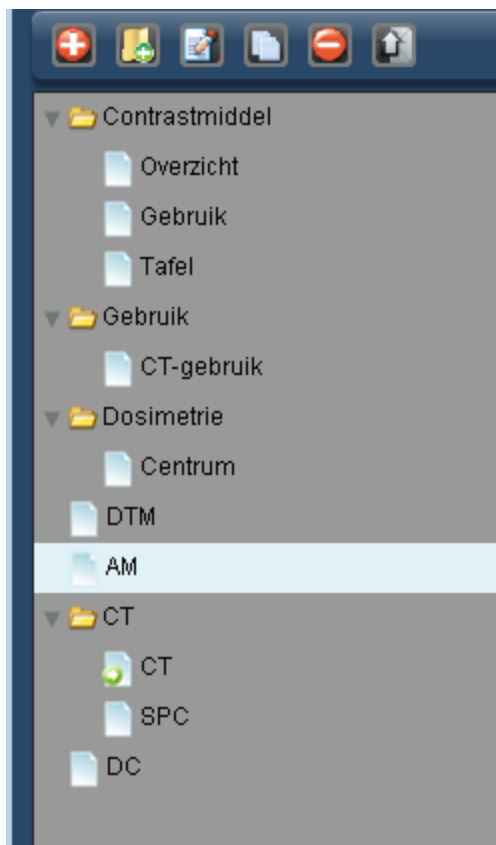 Contrastmiddel
Overzicht
Gebruik
Tafel
Gebruik
CT-gebruik
Dosimetrie
Centrum
DTM
AM
CT
CT
SPC
DC